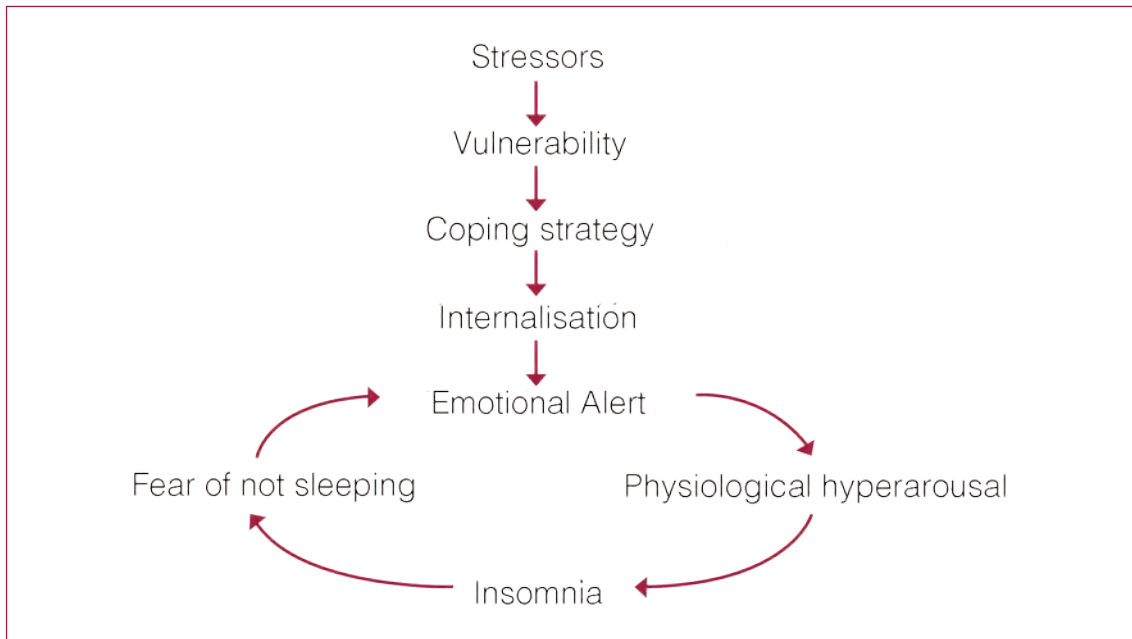 Stressors
Vulnerability
Coping strategy
Internalisation
Emotional Alert
Fear of not sleeping
Physiological hyperarousal
Insomnia